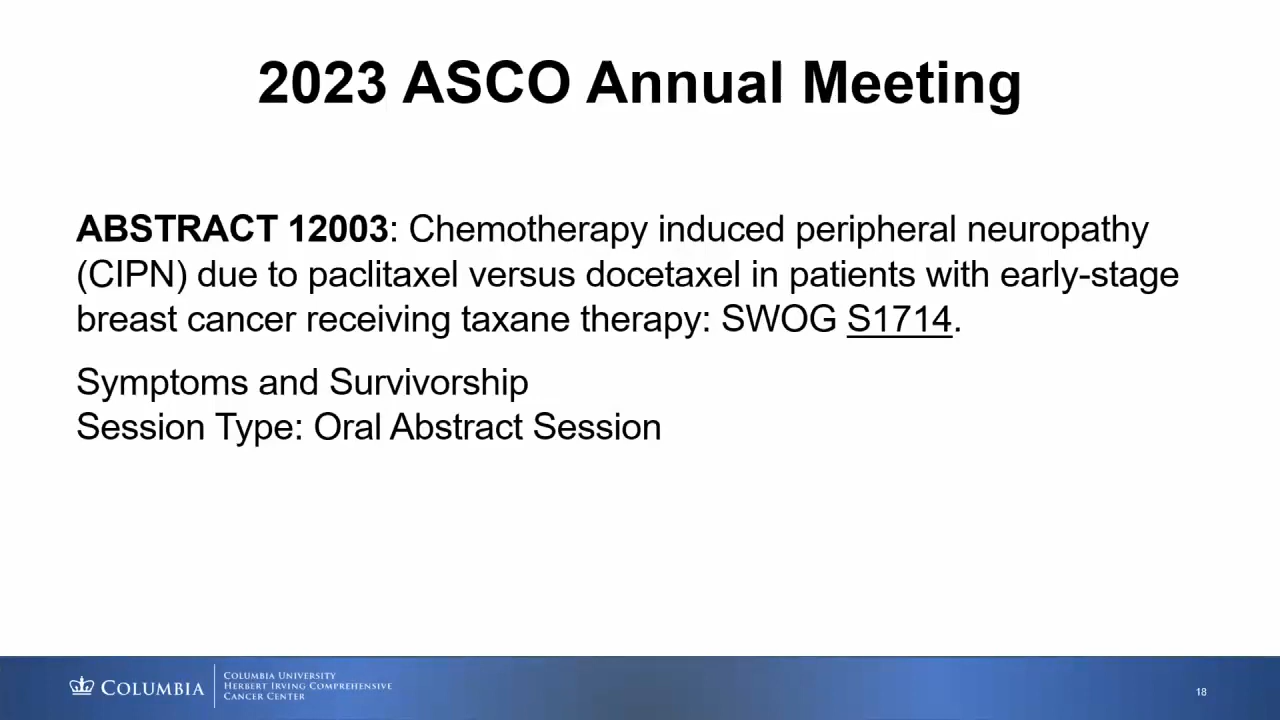 2023 ASCO Annual Meeting
ABSTRACT 12003: Chemotherapy induced peripheral neuropathy
(CIPN) due to paclitaxel versus docetaxel in patients with early-stage
breast cancer receiving taxane therapy: SWOG S1714.
Symptoms and Survivorship
Session Type: Oral Abstract Session
COLUMBIA
COLUMBIA UNIVERSITY
HERBERT IRVING COMPREHENSIVE
CANCER CENTER
18